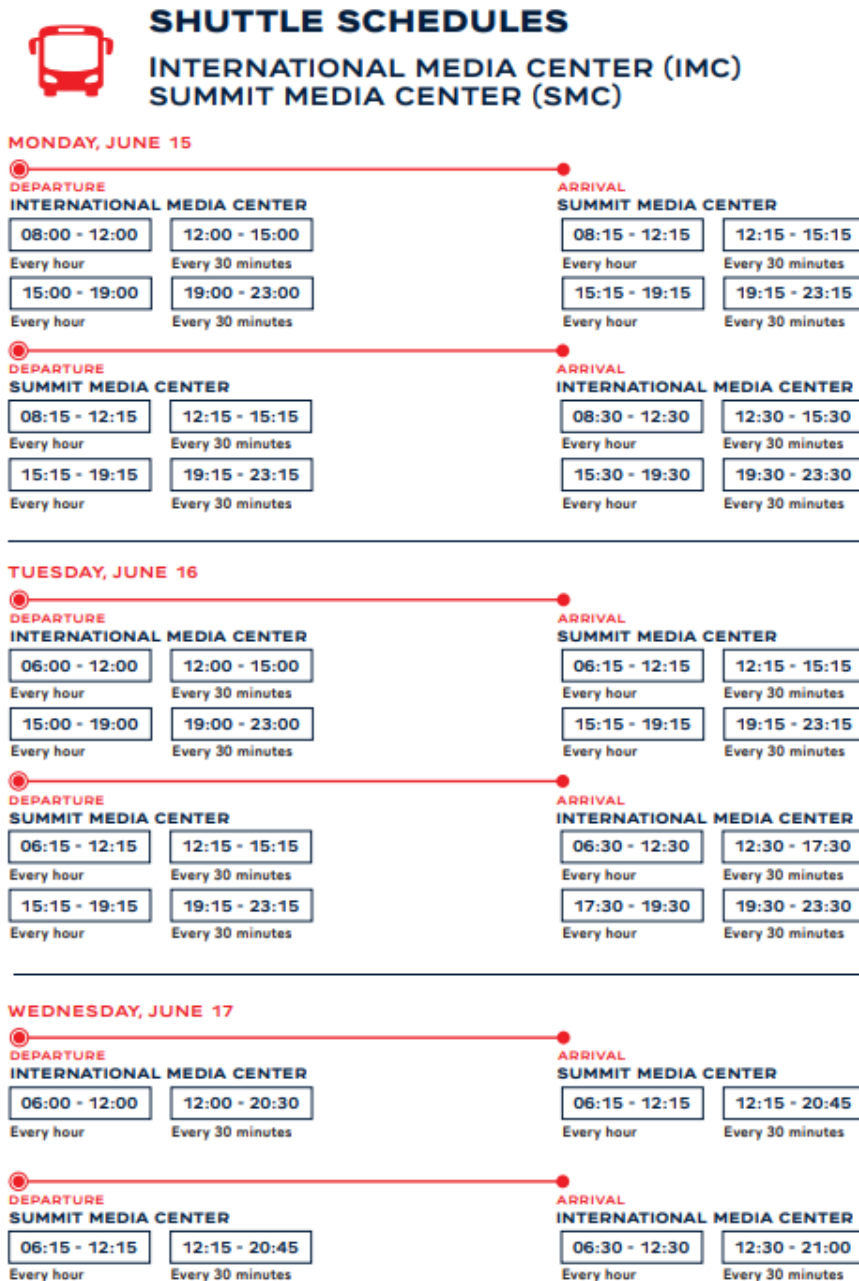 SHUTTLE SCHEDULES
INTERNATIONAL MEDIA CENTER (IMC)
SUMMIT MEDIA CENTER (SMC)
MONDAY, JUNE 15
DEPARTURE ARRIVAL
INTERNATIONAL MEDIA CENTER SUMMIT MEDIA CENTER
08:00 - 12:00 12:00 - 15:00 08:15 - 12:15 12:15 - 15:15
Every hour Every 30 minutes Every hour Every 30 minutes
15:00 - 19:00 19:00 - 23:00 15:15 - 19:15 19:15 - 23:15
Every hour Every 30 minutes Every hour Every 30 minutes
DEPARTURE ARRIVAL
SUMMIT MEDIA CENTER INTERNATIONAL MEDIA CENTER
08:15 - 12:15 12:15 - 15:15 08:30 - 12:30 12:30 - 15:30
Every hour Every 30 minutes Every hour Every 30 minutes
15:15 - 19:15 19:15 - 23:15 15:30 - 19:30 19:30 - 23:30
Every hour Every 30 minutes Every hour Every 30 minutes
TUESDAY, JUNE 16
DEPARTURE ARRIVAL
INTERNATIONAL MEDIA CENTER SUMMIT MEDIA CENTER
06:00 - 12:00 12:00 - 15:00 06:15 - 12:15 12:15 - 15:15
Every hour Every 30 minutes Every hour Every 30 minutes
15:00 - 19:00 19:00 - 23:00 15:15 - 19:15 19:15 - 23:15
Every hour Every 30 minutes Every hour Every 30 minutes
DEPARTURE ARRIVAL
SUMMIT MEDIA CENTER INTERNATIONAL MEDIA CENTER
06:15 - 12:15 12:15 - 15:15 06:30 - 12:30 12:30 - 17:30
Every hour Every 30 minutes Every hour Every 30 minutes
15:15 - 19:15 19:15 - 23:15 17:30 - 19:30 19:30 - 23:30
Every hour Every 30 minutes Every hour Every 30 minutes
WEDNESDAY, JUNE 17
DEPARTURE ARRIVAL
INTERNATIONAL MEDIA CENTER SUMMIT MEDIA CENTER
06:00 - 12:00 12:00 - 20:30 06:15 - 12:15 12:15 - 20:45
Every hour Every 30 minutes Every hour Every 30 minutes
DEPARTURE ARRIVAL
SUMMIT MEDIA CENTER INTERNATIONAL MEDIA CENTER
06:15 - 12:15 12:15 - 20:45 06:30 - 12:30 12:30 - 21:00
Every hour Every 30 minutes Every hour Every 30 minutes